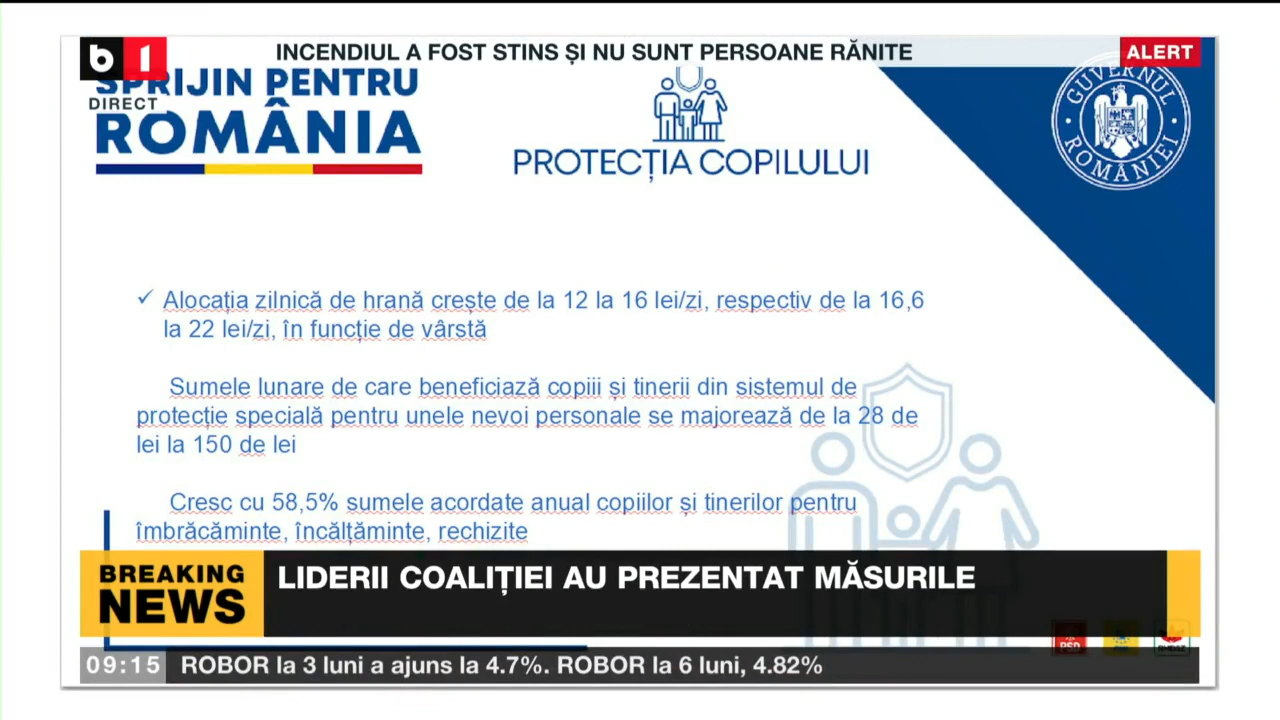 b1
INCENDIUL A FOST STINS ȘI NU SUNT PERSOANE RĂNITE
ALERT
SPRIJIN PENTRU
DIRECT
ROMÂNIA
PROTECȚIA COPILULUI
GUVERNUL
ROMÂNIEI
✓ Alocația zilnică de hrană crește de la 12 la 16 lei/zi, respectiv de la 16,6
la 22 lei/zi, în funcție de vârstă
Sumele lunare de care beneficiază copiii și tinerii din sistemul de
protecție specială pentru unele nevoi personale se majorează de la 28 de
lei la 150 de lei
Cresc cu 58,5% sumele acordate anual copiilor și tinerilor pentru
îmbrăcăminte, încălțăminte, rechizite
BREAKING
NEWS
LIDERII COALIȚIEI AU PREZENTAT MĂSURILE
PSD
09:15
ROBOR la 3 luni a ajuns la 4.7%. ROBOR la 6 luni, 4.82%